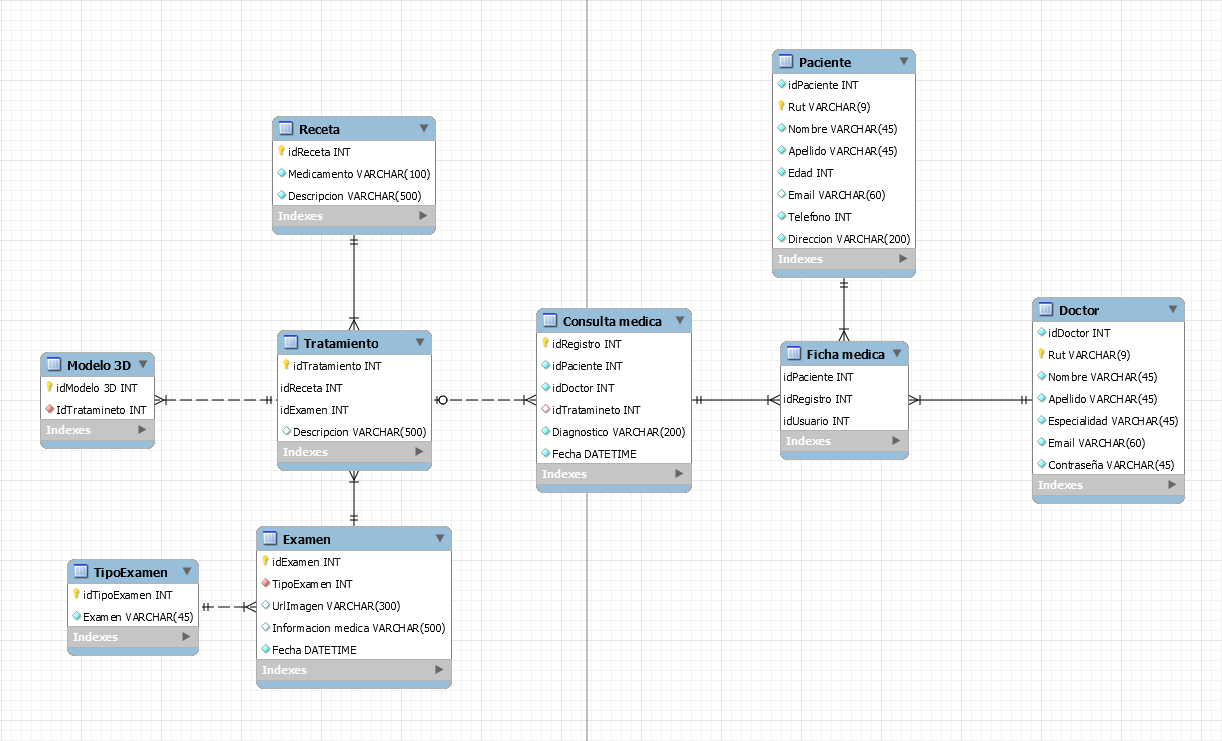 Paciente
idPaciente INT
Rut VARCHAR(9)
Nombre VARCHAR(45)
Apellido VARCHAR(45)
Edad INT
Email VARCHAR(60)
Telefono INT
Direccion VARCHAR(200)
Indexes
Receta
idReceta INT
Medicamento VARCHAR(100)
Descripcion VARCHAR(500)
Indexes
Doctor
idDoctor INT
Rut VARCHAR(9)
Nombre VARCHAR(45)
Apellido VARCHAR(45)
Especialidad VARCHAR(45)
Email VARCHAR(60)
Contraseña VARCHAR(45)
Indexes
Consulta medica
idRegistro INT
idPaciente INT
idDoctor INT
idTratamineto INT
Diagnostico VARCHAR(200)
Fecha DATETIME
Indexes
Tratamiento
idTratamiento INT
idReceta INT
idExamen INT
Descripcion VARCHAR(500)
Indexes
Ficha medica
idPaciente INT
idRegistro INT
idUsuario INT
Indexes
Modelo 3D
idModelo 3D INT
IdTratamineto INT
Indexes
Examen
idExamen INT
TipoExamen INT
UrlImagen VARCHAR(300)
Informacion medica VARCHAR(500)
Fecha DATETIME
Indexes
TipoExamen
idTipoExamen INT
Examen VARCHAR(45)
Indexes